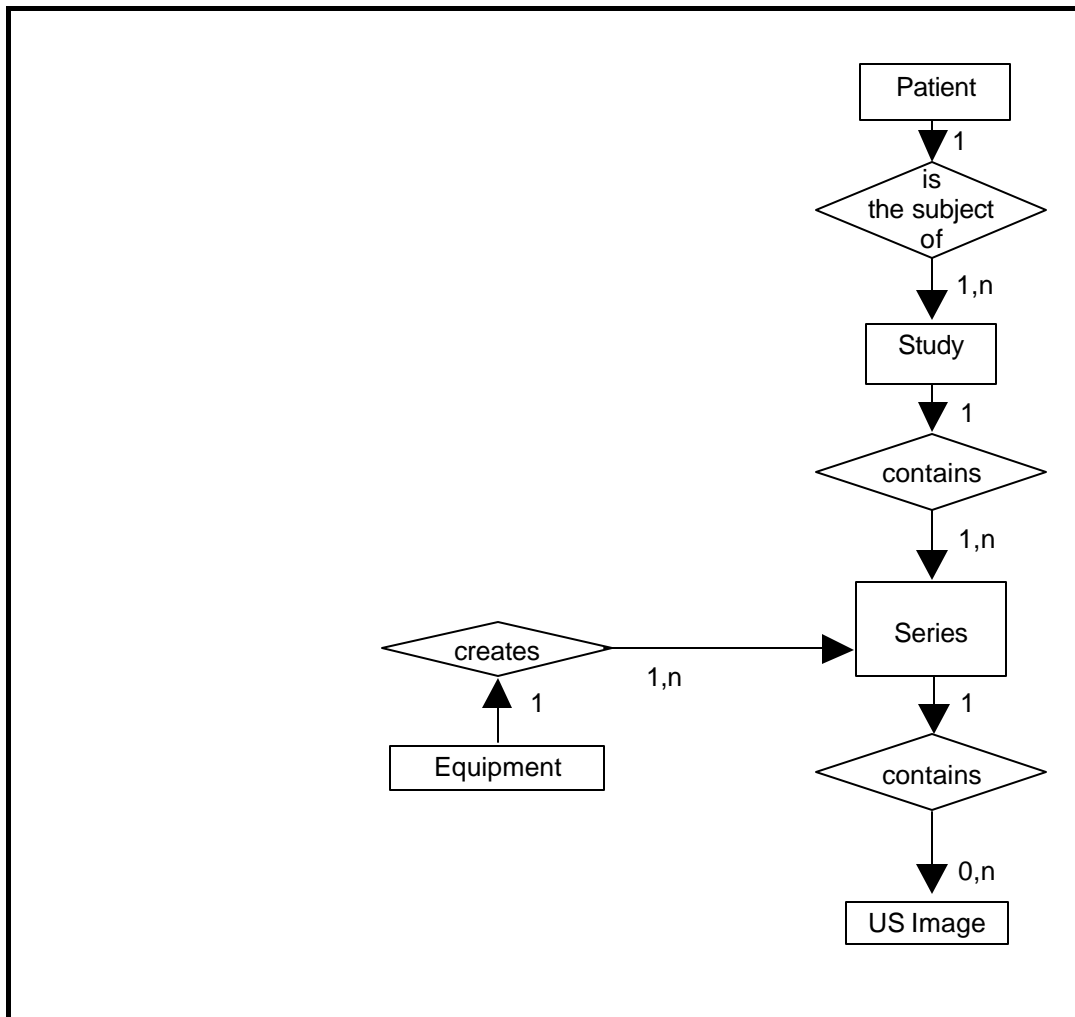 Patient
1
is
the subject
of
1,n
Study
1
contains
1,n
Series
creates
1,n
1
1
Equipment
contains
0,n
US Image